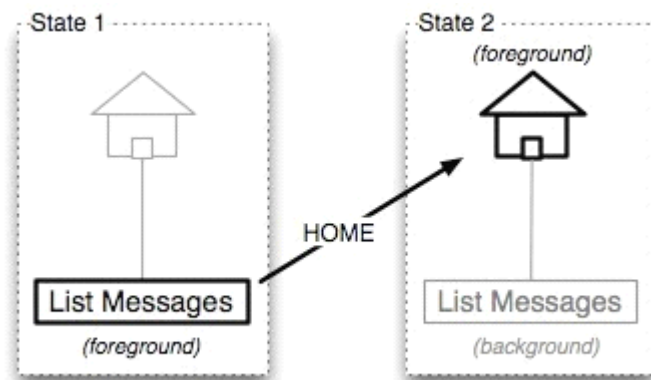 State 1
List Messages
(foreground)
HOME
State 2
(foreground)
List Messages
(background)